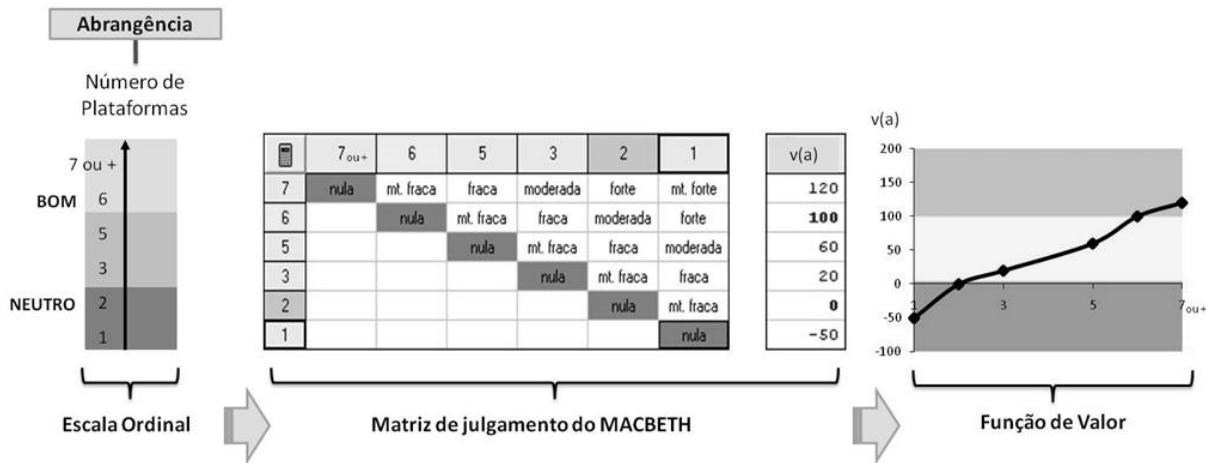 Abrangência
Número de
Plataformas
7 ou +
BOM
6
5
3
NEUTRO
2
1
Escala Ordinal
7 ou + 6 5 3 2 1
7 nula mt. fraca fraca moderada forte mt. forte
6 nula mt. fraca fraca moderada forte
5 nula mt. fraca fraca moderada
3 nula mt. fraca fraca
2 nula mt. fraca
1 nula
v(a)
120
100
60
20
0
-50
Matriz de julgamento do MACBETH
v(a)
200
150
100
50
0
-50
-100
1 3 5 7 ou +
Função de Valor